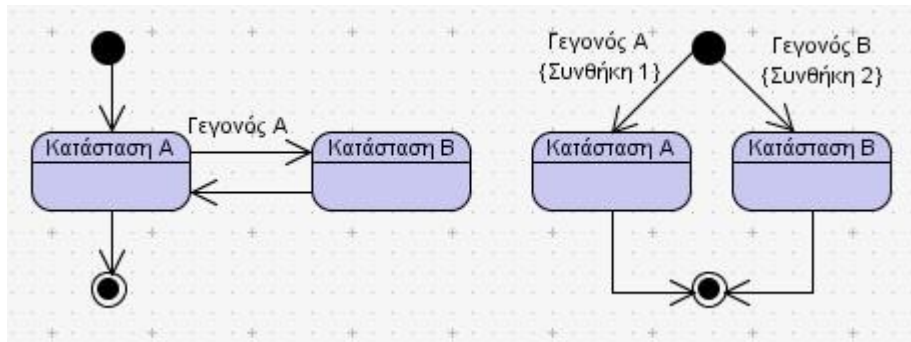 Γεγονός Α
Κατάσταση Α
Κατάσταση Β
Γεγονός Α
{Συνθήκη 1}
Γεγονός Β
{Συνθήκη 2}
Κατάσταση Α
Κατάσταση Β